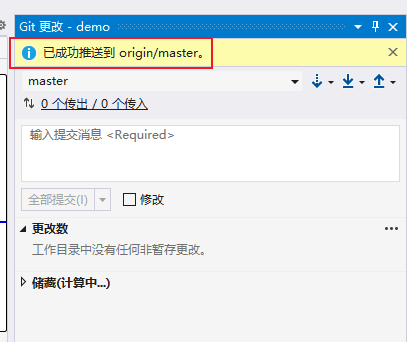 Git 更改 - demo
已成功推送到 origin/master。
master
0 个传出 / 0 个传入
输入提交消息 <Required>
全部提交(I)
修改
更改数
工作目录中没有任何非暂存更改。
储藏(计算中...)